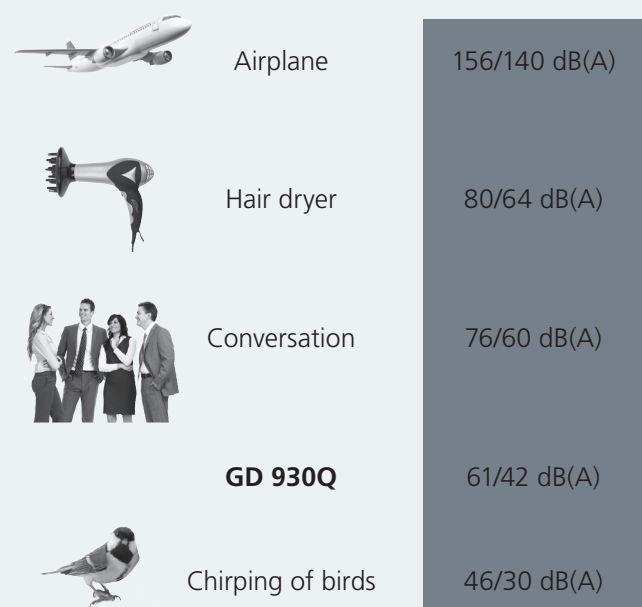 Airplane 156/140 dB(A)
Hair dryer 80/64 dB(A)
Conversation 76/60 dB(A)
GD 930Q 61/42 dB(A)
Chirping of birds 46/30 dB(A)